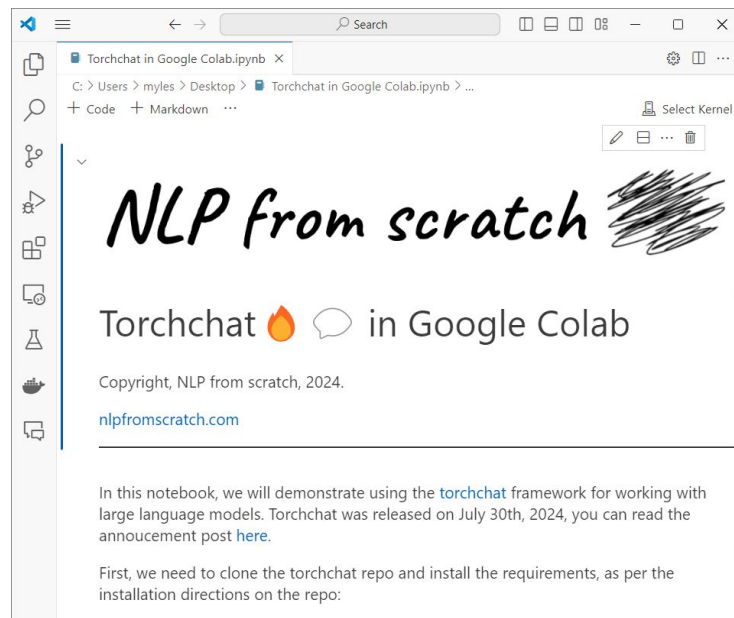 Search
Torchchat in Google Colab.ipynb
C: > Users > myles > Desktop > Torchchat in Google Colab.ipynb > ...
+ Code + Markdown ... Select Kernel
NLP from scratch
Torchchat in Google Colab
Copyright, NLP from scratch, 2024.
nlpfromscratch.com
In this notebook, we will demonstrate using the torchchat framework for working with
large language models. Torchchat was released on July 30th, 2024, you can read the
annoucement post here.
First, we need to clone the torchchat repo and install the requirements, as per the
installation directions on the repo: